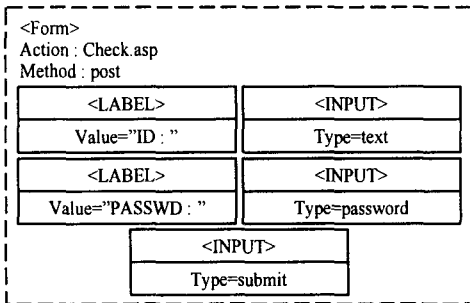 <Form>
Action : Check.asp
Method : post
<LABEL> <INPUT>
Value="ID : " Type=text
<LABEL> <INPUT>
Value="PASSWD : " Type=password
<INPUT>
Type=submit